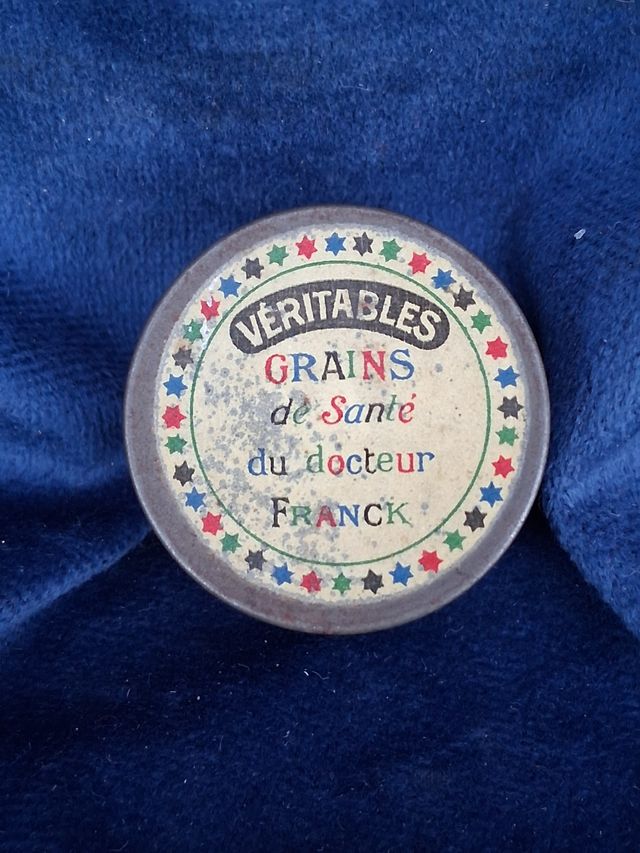 VÉRITABLES
GRAINS
de Santé
du docteur
FRANCK